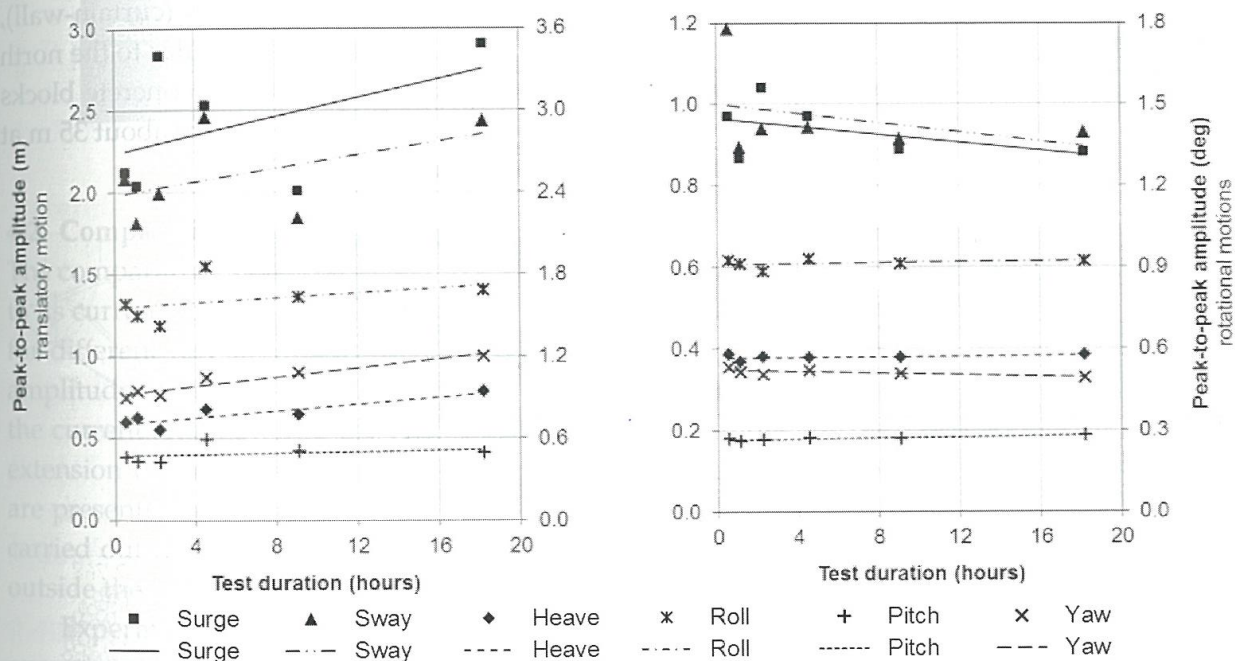 3.0
2.5
2.0
1.5
1.0
0.5
0.0
3.6
3.0
2.4
1.8
1.2
0.6
0.0
0 4 8 12 16 20
Peak-to-peak amplitude (m)
translatory motion
Test duration (hours)
1.2
1.0
0.8
0.6
0.4
0.2
0.0
1.8
1.5
1.2
0.9
0.6
0.3
0.0
0 4 8 12 16 20
Peak-to-peak amplitude (deg)
rotational motions
Test duration (hours)
Surge Sway Heave Roll Pitch Yaw
Surge Sway Heave Roll Pitch Yaw